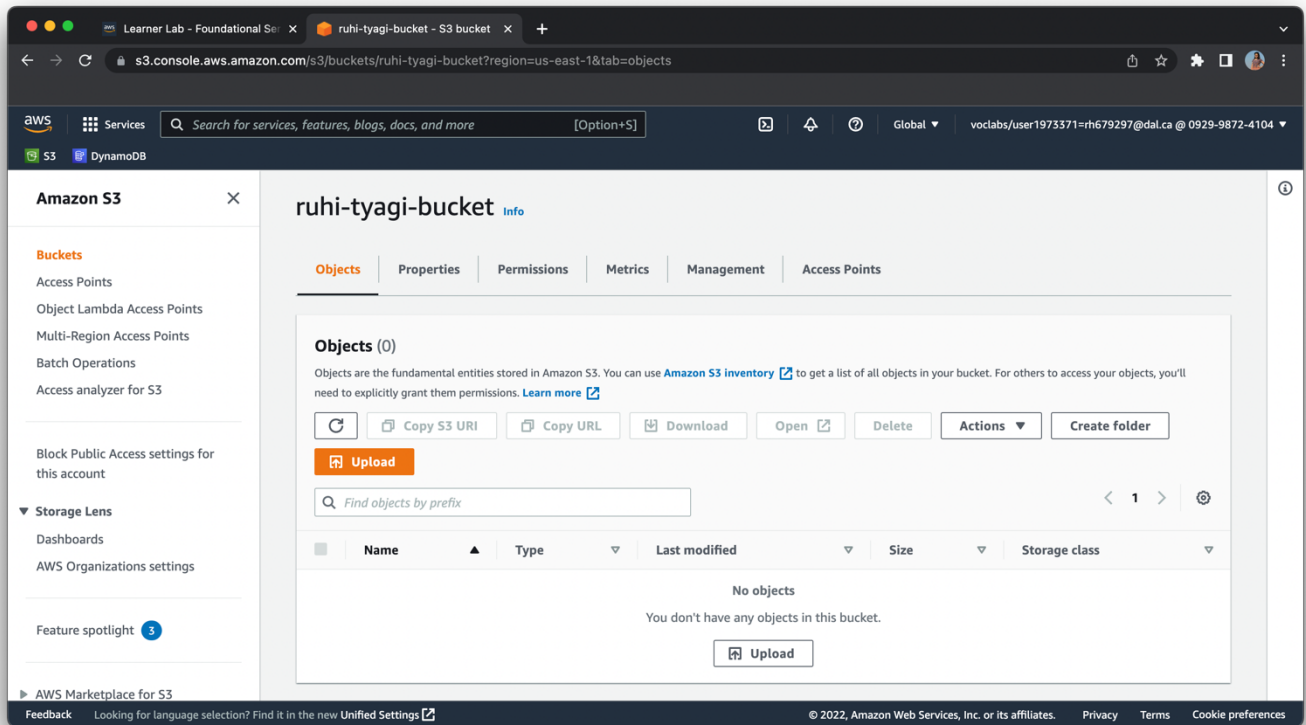 Learner Lab - Foundational Ser
ruhi-tyagi-bucket - S3 bucket
s3.console.aws.amazon.com/s3/buckets/ruhi-tyagi-bucket?region=us-east-1&tab=objects
aws
Services
Search for services, features, blogs, docs, and more
[Option+S]
Global
voclabs/user1973371=rh679297@dal.ca @ 0929-9872-4104
S3
DynamoDB
Amazon S3
Buckets
Access Points
Object Lambda Access Points
Multi-Region Access Points
Batch Operations
Access analyzer for S3
Block Public Access settings for
this account
Storage Lens
Dashboards
AWS Organizations settings
Feature spotlight 3
AWS Marketplace for S3
ruhi-tyagi-bucket Info
Objects
Properties
Permissions
Metrics
Management
Access Points
Objects (0)
Objects are the fundamental entities stored in Amazon S3. You can use Amazon S3 inventory to get a list of all objects in your bucket. For others to access your objects, you'll
need to explicitly grant them permissions. Learn more
Copy S3 URI
Copy URL
Download
Open
Delete
Actions
Create folder
Upload
Find objects by prefix
1
Name
Type
Last modified
Size
Storage class
No objects
You don't have any objects in this bucket.
Upload
Feedback
Looking for language selection? Find it in the new Unified Settings
© 2022, Amazon Web Services, Inc. or its affiliates.
Privacy
Terms
Cookie preferences